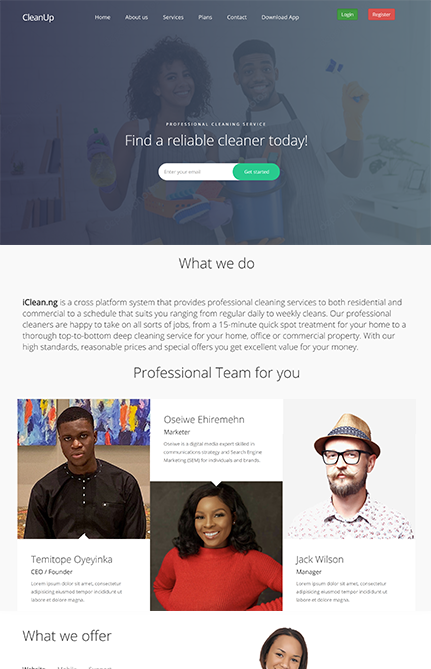 CleanUp
Home About us Services Plans Contact Download App
Login Register
PROFESSIONAL CLEANING SERVICE
Find a reliable cleaner today!
Enter your email Get started
What we do
iClean.ng is a cross platform system that provides professional cleaning services to both residential and
commercial to a schedule that suits you ranging from regular daily to weekly cleans. Our professional
cleaners are happy to take on all sorts of jobs, from a 15-minute quick spot treatment for your home to a
thorough top-to-bottom deep cleaning service for your home, office or commercial property. With our
high standards, reasonable prices and special offers you get excellent value for your money.
Professional Team for you
Oseiwe Ehiremehn
Marketer
Oseiwe is a digital media expert skilled in
communications strategy and Search Engine
Marketing (SEM) for individuals and brands.
Temitope Oyeyinka
CEO / Founder
Lorem ipsum dolor sit amet, consectetur
adipisicing eiusmod tempor incididunt ut
labore et dolore magna.
Jack Wilson
Manager
Lorem ipsum dolor sit amet, consectetur
adipisicing eiusmod tempor incididunt ut
labore et dolore magna.
What we offer
Website Mobile Support